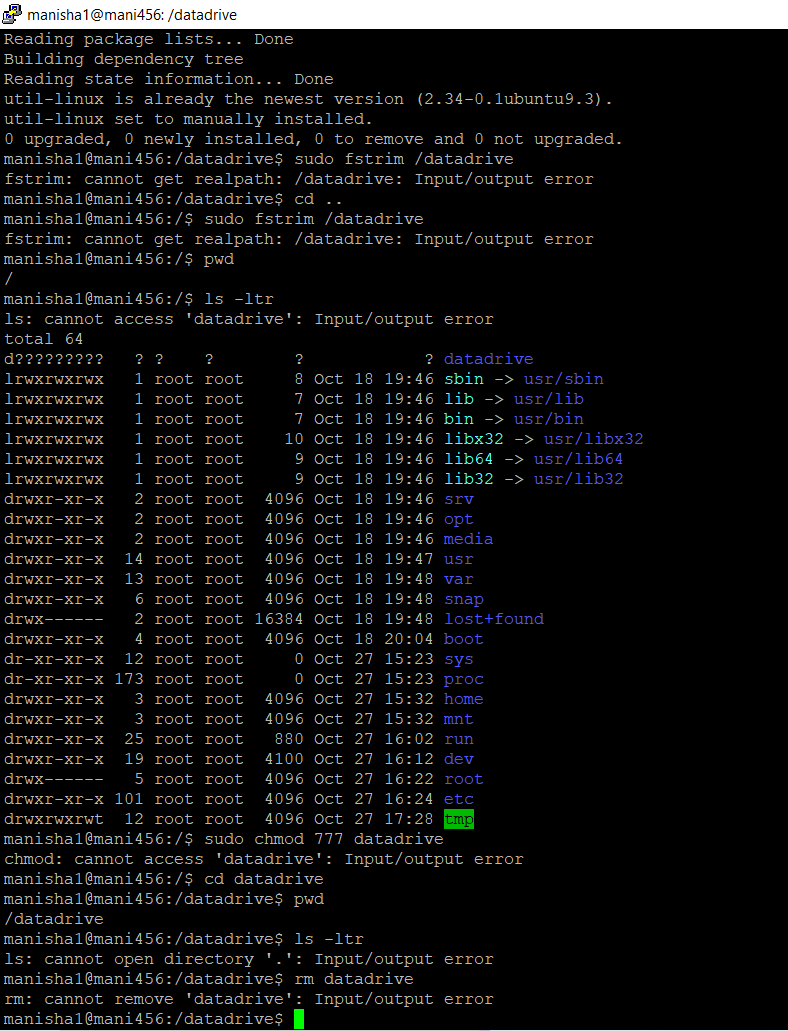 manisha1@mani456: /datadrive
Reading package lists... Done
Building dependency tree
Reading state information... Done
util-linux is already the newest version (2.34-0.1ubuntu9.3).
util-linux set to manually installed.
0 upgraded, 0 newly installed, 0 to remove and 0 not upgraded.
manisha1@mani456:/datadrive$ sudo fstrim /datadrive
fstrim: cannot get realpath: /datadrive: Input/output error
manisha1@mani456:/datadrive$ cd ..
manisha1@mani456:/$ sudo fstrim /datadrive
fstrim: cannot get realpath: /datadrive: Input/output error
manisha1@mani456:/$ pwd
/
manisha1@mani456:/$ ls -ltr
ls: cannot access 'datadrive': Input/output error
total 64
d?????????   ? ?    ?        ?            ? datadrive
lrwxrwxrwx   1 root root     8 Oct 18 19:46 sbin -> usr/sbin
lrwxrwxrwx   1 root root     7 Oct 18 19:46 lib -> usr/lib
lrwxrwxrwx   1 root root     7 Oct 18 19:46 bin -> usr/bin
lrwxrwxrwx   1 root root    10 Oct 18 19:46 libx32 -> usr/libx32
lrwxrwxrwx   1 root root     9 Oct 18 19:46 lib64 -> usr/lib64
lrwxrwxrwx   1 root root     9 Oct 18 19:46 lib32 -> usr/lib32
drwxr-xr-x   2 root root  4096 Oct 18 19:46 srv
drwxr-xr-x   2 root root  4096 Oct 18 19:46 opt
drwxr-xr-x   2 root root  4096 Oct 18 19:46 media
drwxr-xr-x  14 root root  4096 Oct 18 19:47 usr
drwxr-xr-x  13 root root  4096 Oct 18 19:48 var
drwxr-xr-x   6 root root  4096 Oct 18 19:48 snap
drwx------   2 root root 16384 Oct 18 19:48 lost+found
drwxr-xr-x   4 root root  4096 Oct 18 20:04 boot
dr-xr-xr-x  12 root root     0 Oct 27 15:23 sys
dr-xr-xr-x 173 root root     0 Oct 27 15:23 proc
drwxr-xr-x   3 root root  4096 Oct 27 15:32 home
drwxr-xr-x   3 root root  4096 Oct 27 15:32 mnt
drwxr-xr-x  25 root root   880 Oct 27 16:02 run
drwxr-xr-x  19 root root  4100 Oct 27 16:12 dev
drwx------   5 root root  4096 Oct 27 16:22 root
drwxr-xr-x 101 root root  4096 Oct 27 16:24 etc
drwxrwxrwt  12 root root  4096 Oct 27 17:28 tmp
manisha1@mani456:/$ sudo chmod 777 datadrive
chmod: cannot access 'datadrive': Input/output error
manisha1@mani456:/$ cd datadrive
manisha1@mani456:/datadrive$ pwd
/datadrive
manisha1@mani456:/datadrive$ ls -ltr
ls: cannot open directory '.': Input/output error
manisha1@mani456:/datadrive$ rm datadrive
rm: cannot remove 'datadrive': Input/output error
manisha1@mani456:/datadrive$